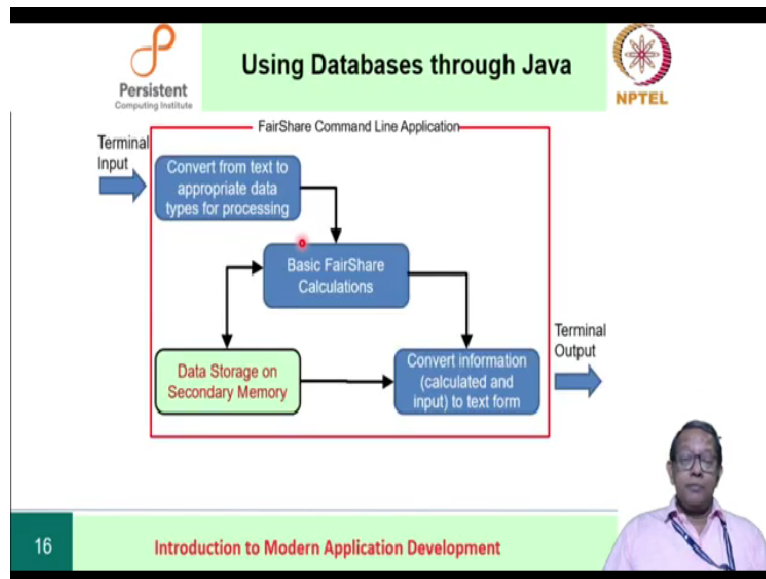 Persistent
Computing Institute
Using Databases through Java
NPTEL
FairShare Command Line Application
Terminal
Input
Convert from text to
appropriate data
types for processing
Basic FairShare
Calculations
Data Storage on
Secondary Memory
Convert information
(calculated and
input) to text form
Terminal
Output
16
Introduction to Modern Application Development